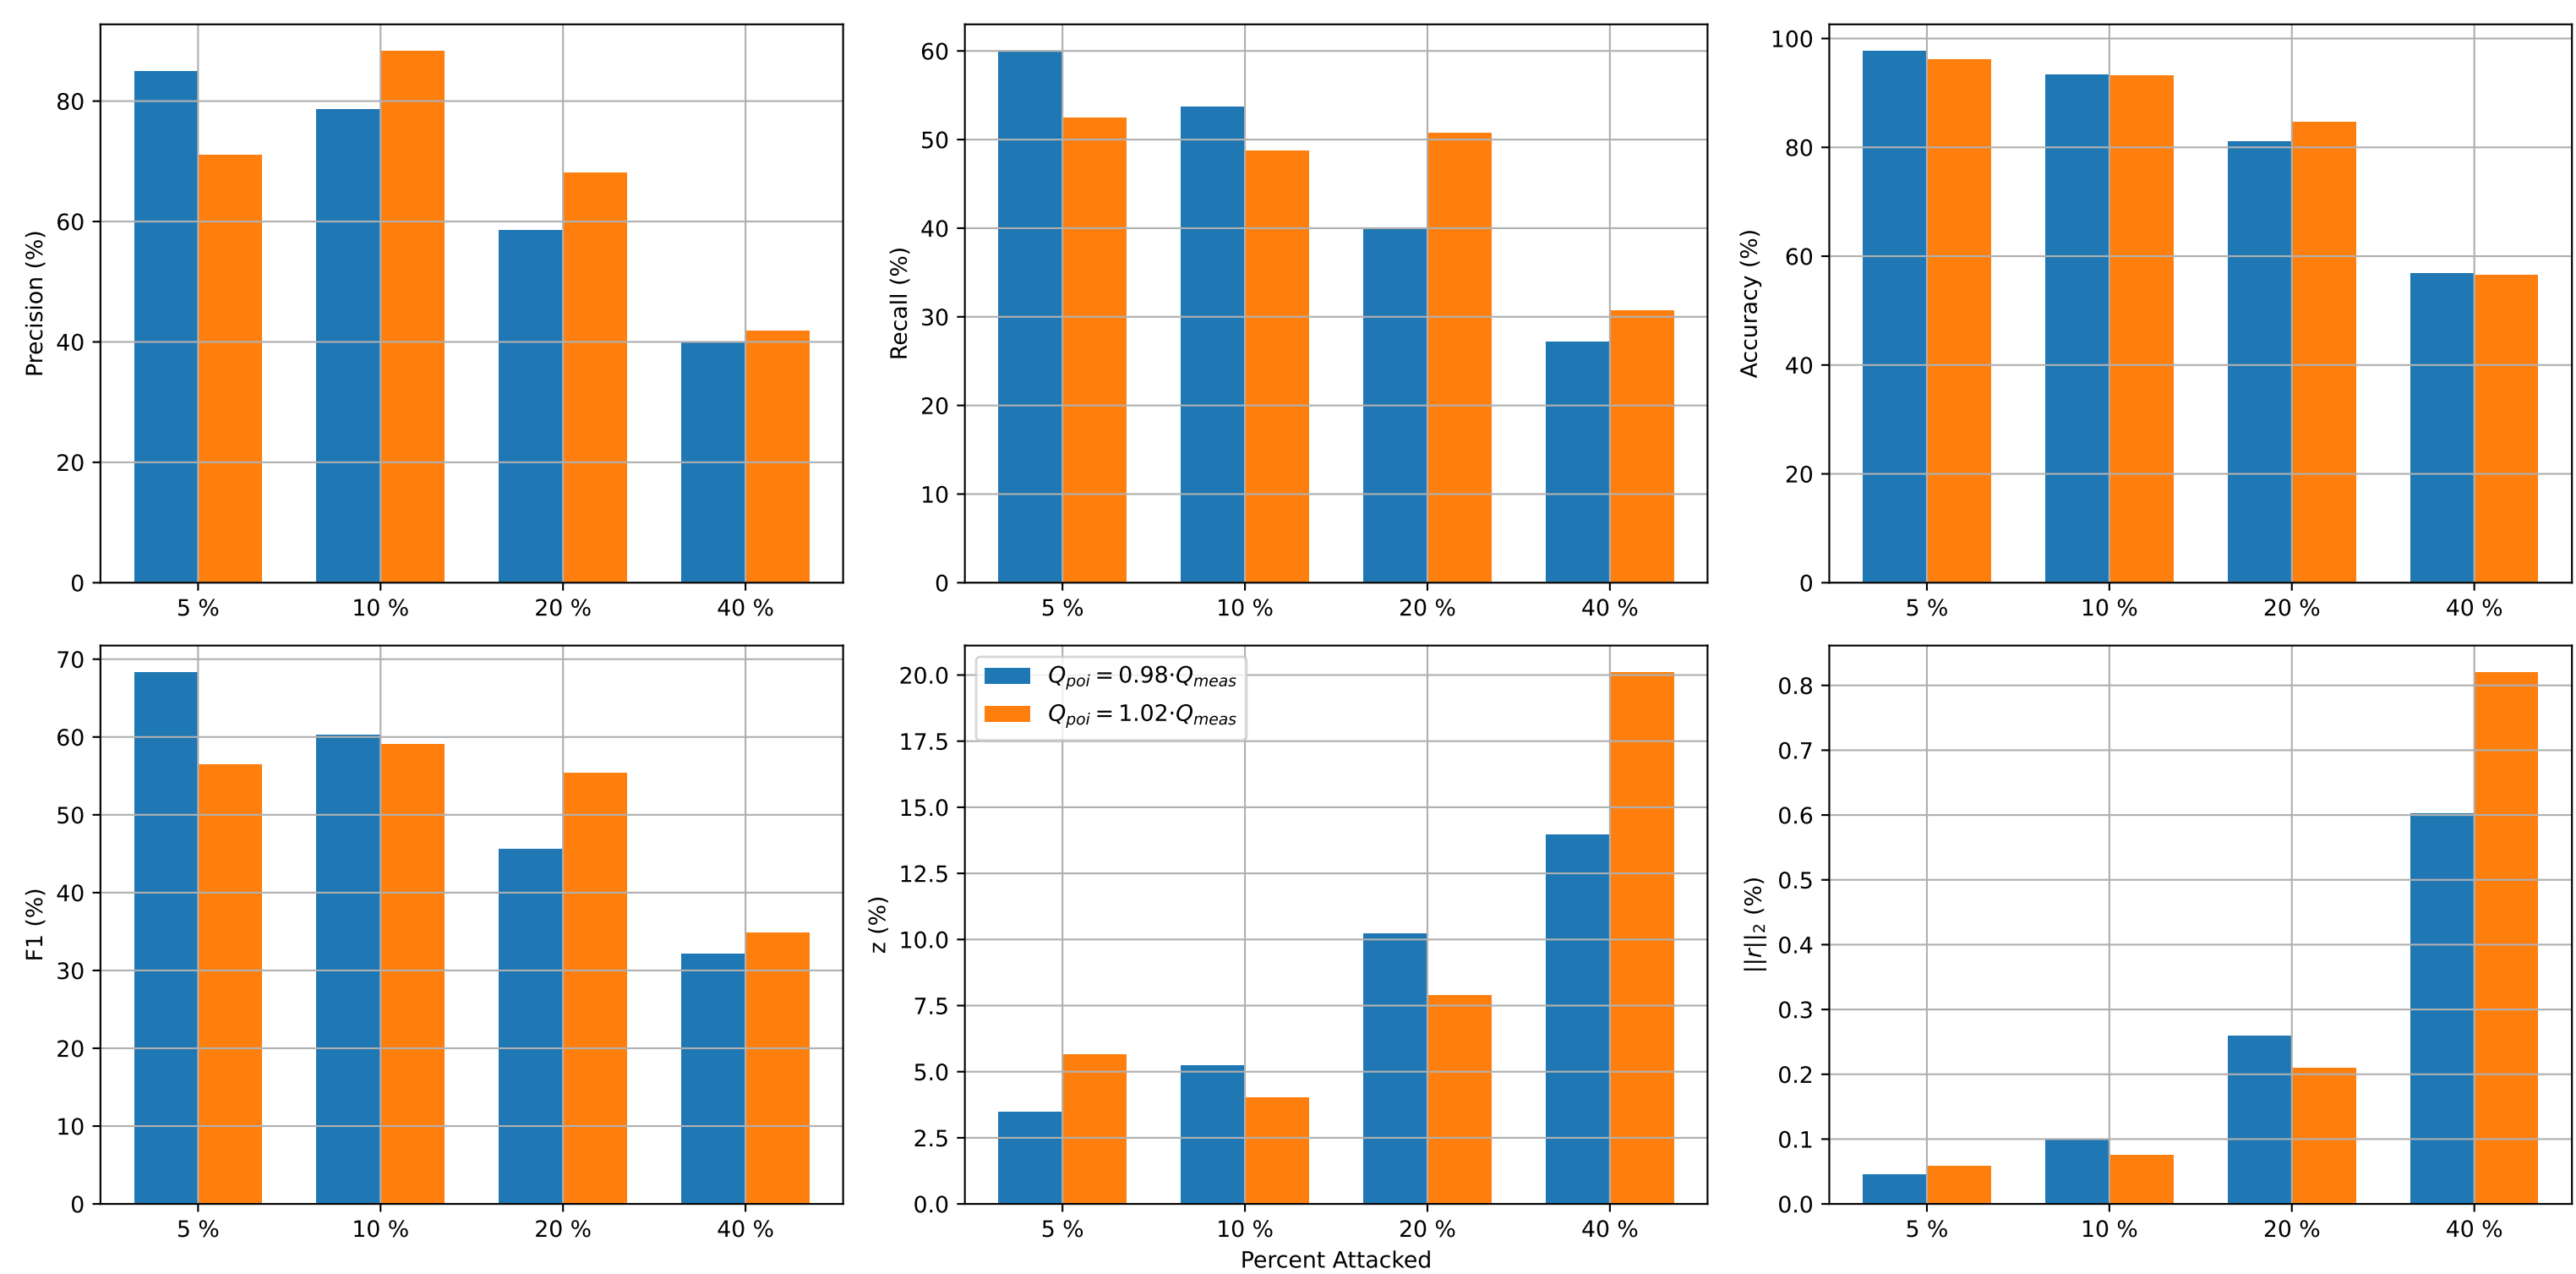 Precision (%)
80
60
40
20
0
5 % 10 % 20 % 40 %
Recall (%)
60
50
40
30
20
10
0
5 % 10 % 20 % 40 %
Accuracy (%)
100
80
60
40
20
0
5 % 10 % 20 % 40 %
F1 (%)
70
60
50
40
30
20
10
0
5 % 10 % 20 % 40 %
z (%)
20.0
17.5
15.0
12.5
10.0
7.5
5.0
2.5
0.0
Q_poi = 0.98·Q_meas
Q_poi = 1.02·Q_meas
5 % 10 % 20 % 40 %
Percent Attacked
||r||₂ (%)
0.8
0.7
0.6
0.5
0.4
0.3
0.2
0.1
0.0
5 % 10 % 20 % 40 %